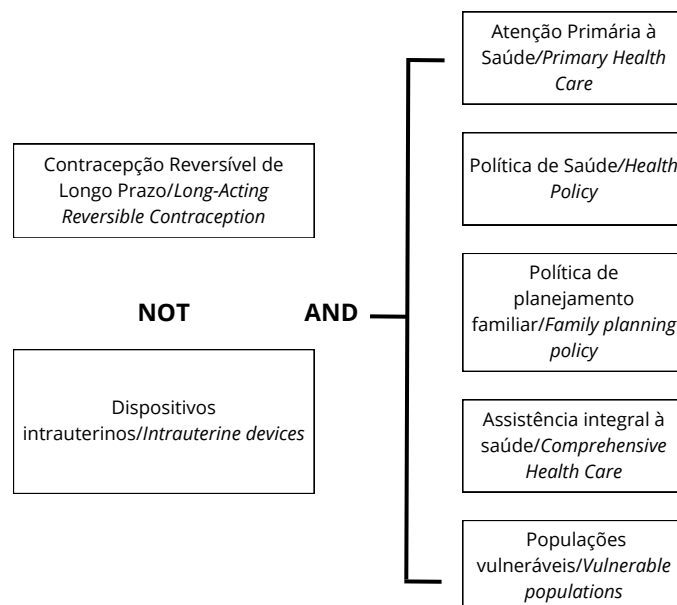 Contracepção Reversível de
Longo Prazo/Long-Acting
Reversible Contraception
NOT
Dispositivos
intrauterinos/Intrauterine devices
AND
Atenção Primária à
Saúde/Primary Health
Care
Política de Saúde/Health
Policy
Política de
planejamento
familiar/Family planning
policy
Assistência integral à
saúde/Comprehensive
Health Care
Populações
vulneráveis/Vulnerable
populations